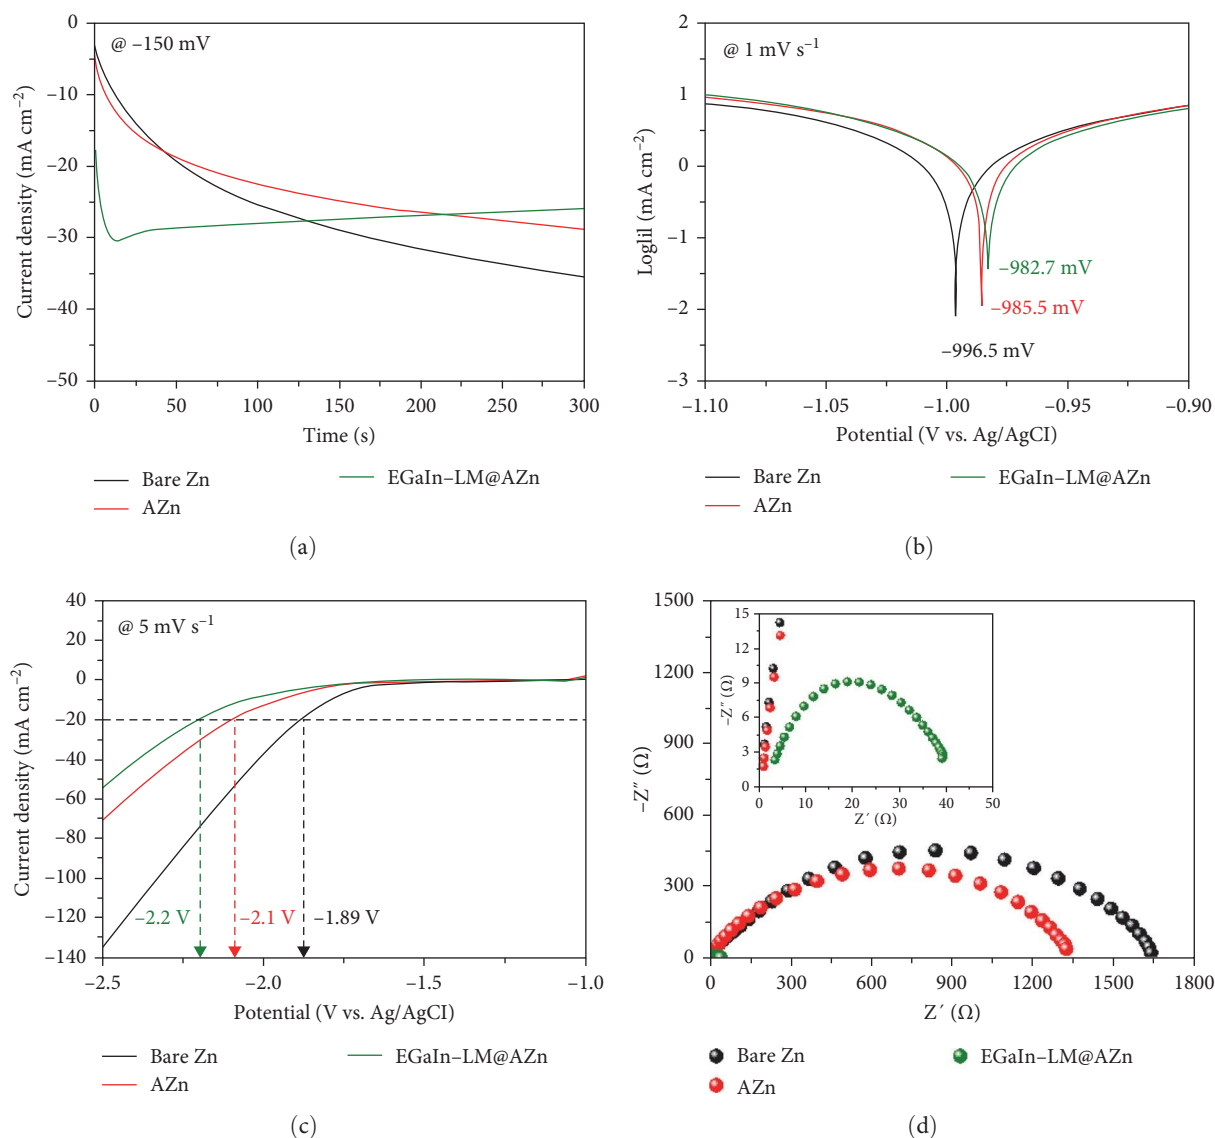 @ −150 mV
0
−10
−20
−30
−40
−50
Current density (mA cm−2)
0 50 100 150 200 250 300
Time (s)
Bare Zn
AZn
EGaIn−LM@AZn
(a)
@ 1 mV s−1
2
1
0
−1
−2
−3
Loglil (mA cm−2)
−982.7 mV
−985.5 mV
−996.5 mV
−1.10 −1.05 −1.00 −0.95 −0.90
Potential (V vs. Ag/AgCI)
Bare Zn
AZn
EGaIn−LM@AZn
(b)
@ 5 mV s−1
40
20
0
−20
−40
−60
−80
−100
−120
−140
Current density (mA cm−2)
−2.2 V −2.1 V −1.89 V
−2.5 −2.0 −1.5 −1.0
Potential (V vs. Ag/AgCI)
Bare Zn
AZn
EGaIn−LM@AZn
(c)
1500
1200
900
600
300
0
−Z″ (Ω)
15
12
9
6
3
0
−Z″ (Ω)
0 10 20 30 40 50
Z′ (Ω)
0 300 600 900 1200 1500 1800
Z′ (Ω)
Bare Zn
AZn
EGaIn−LM@AZn
(d)